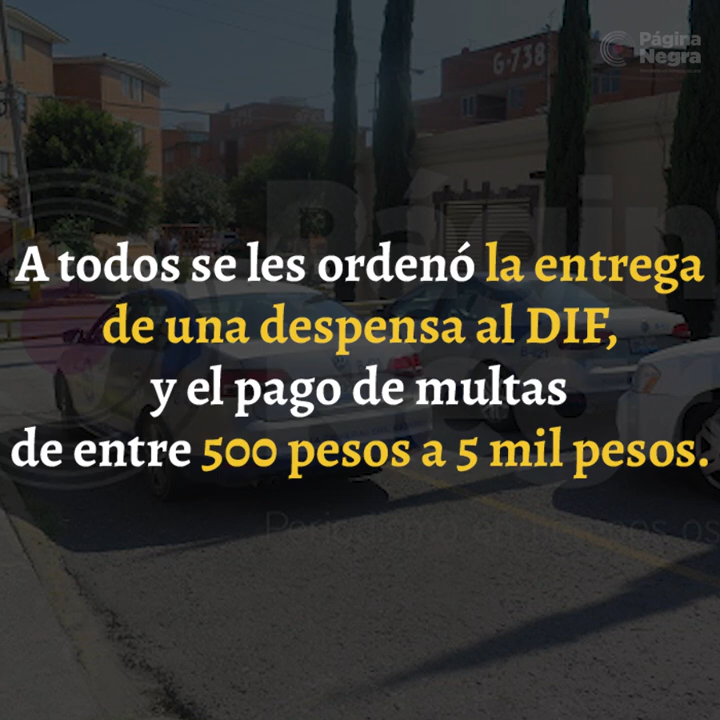 Página
Negra
G-738
A todos se les ordenó la entrega
de una despensa al DIF,
y el pago de multas
de entre 500 pesos a 5 mil pesos.